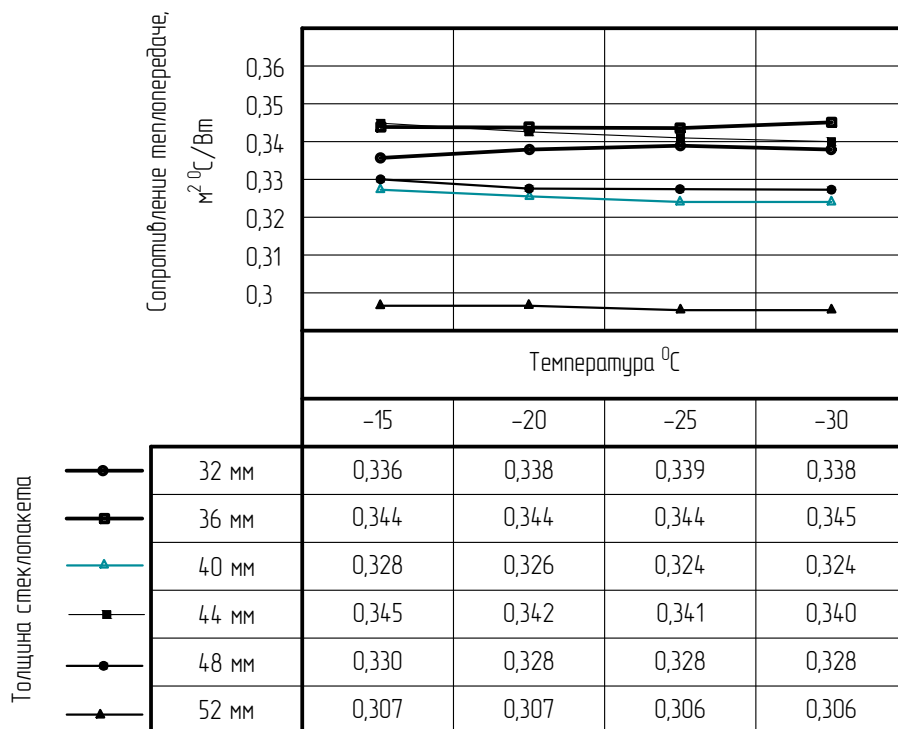 Сопротивление теплопередаче,
м² ⁰С/Вт
0,36
0,35
0,34
0,33
0,32
0,31
0,3
Температура ⁰С
–15 –20 –25 –30
Толщина стеклопакета
32 мм 0,336 0,338 0,339 0,338
36 мм 0,344 0,344 0,344 0,345
40 мм 0,328 0,326 0,324 0,324
44 мм 0,345 0,342 0,341 0,340
48 мм 0,330 0,328 0,328 0,328
52 мм 0,307 0,307 0,306 0,306